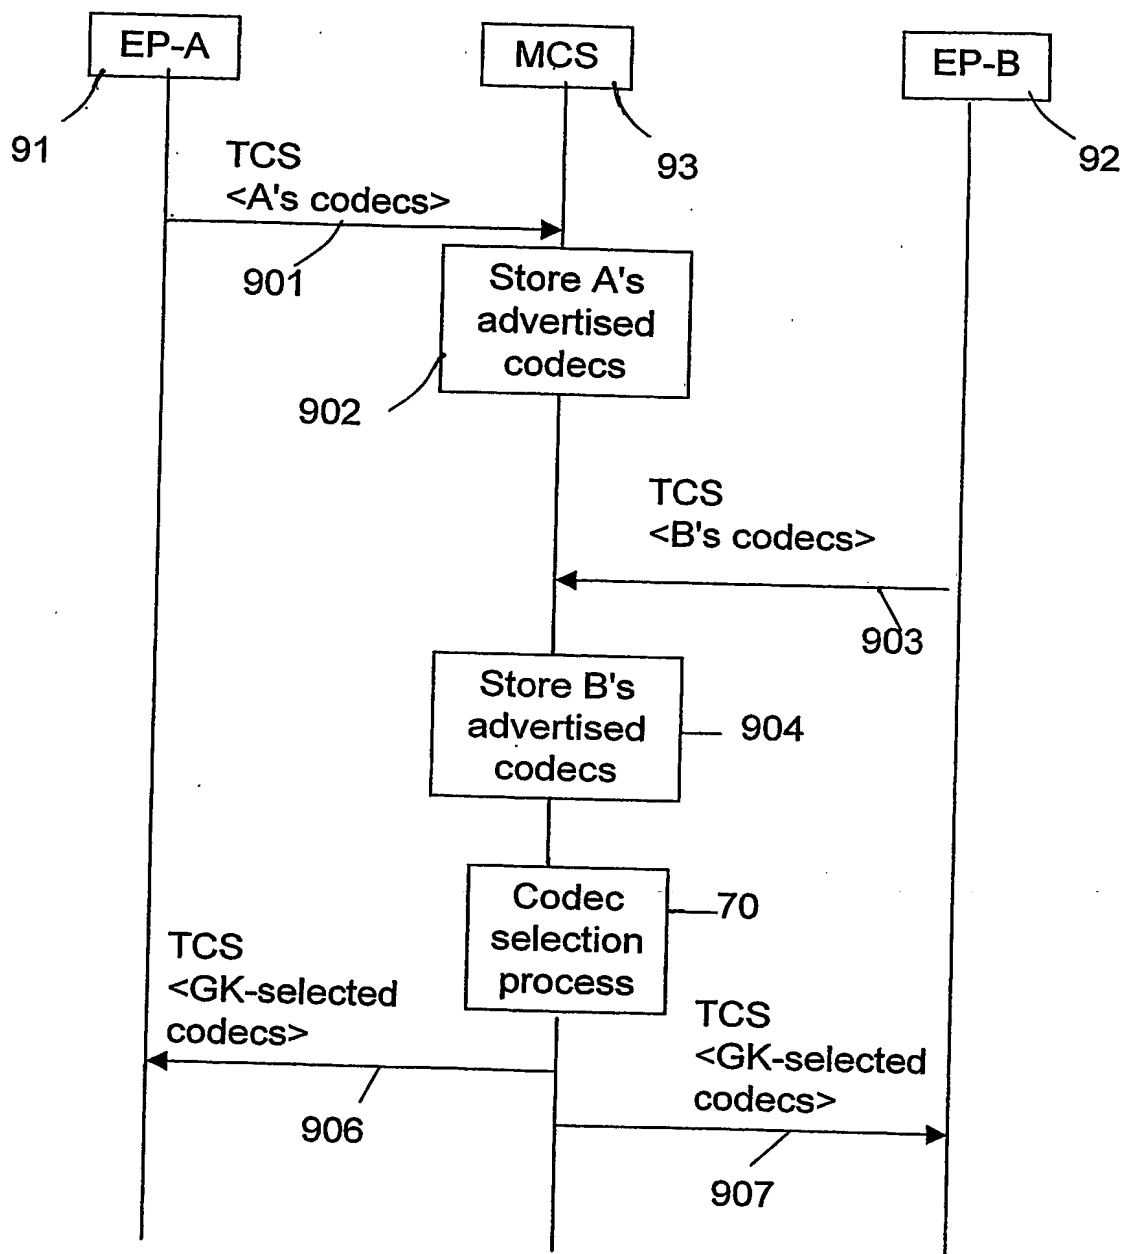 EP-A
MCS
EP-B
91
93
92
TCS
<A's codecs>
901
Store A's
advertised
codecs
902
TCS
<B's codecs>
903
Store B's
advertised
codecs
904
Codec
selection
process
70
TCS
<GK-selected
codecs>
906
TCS
<GK-selected
codecs>
907